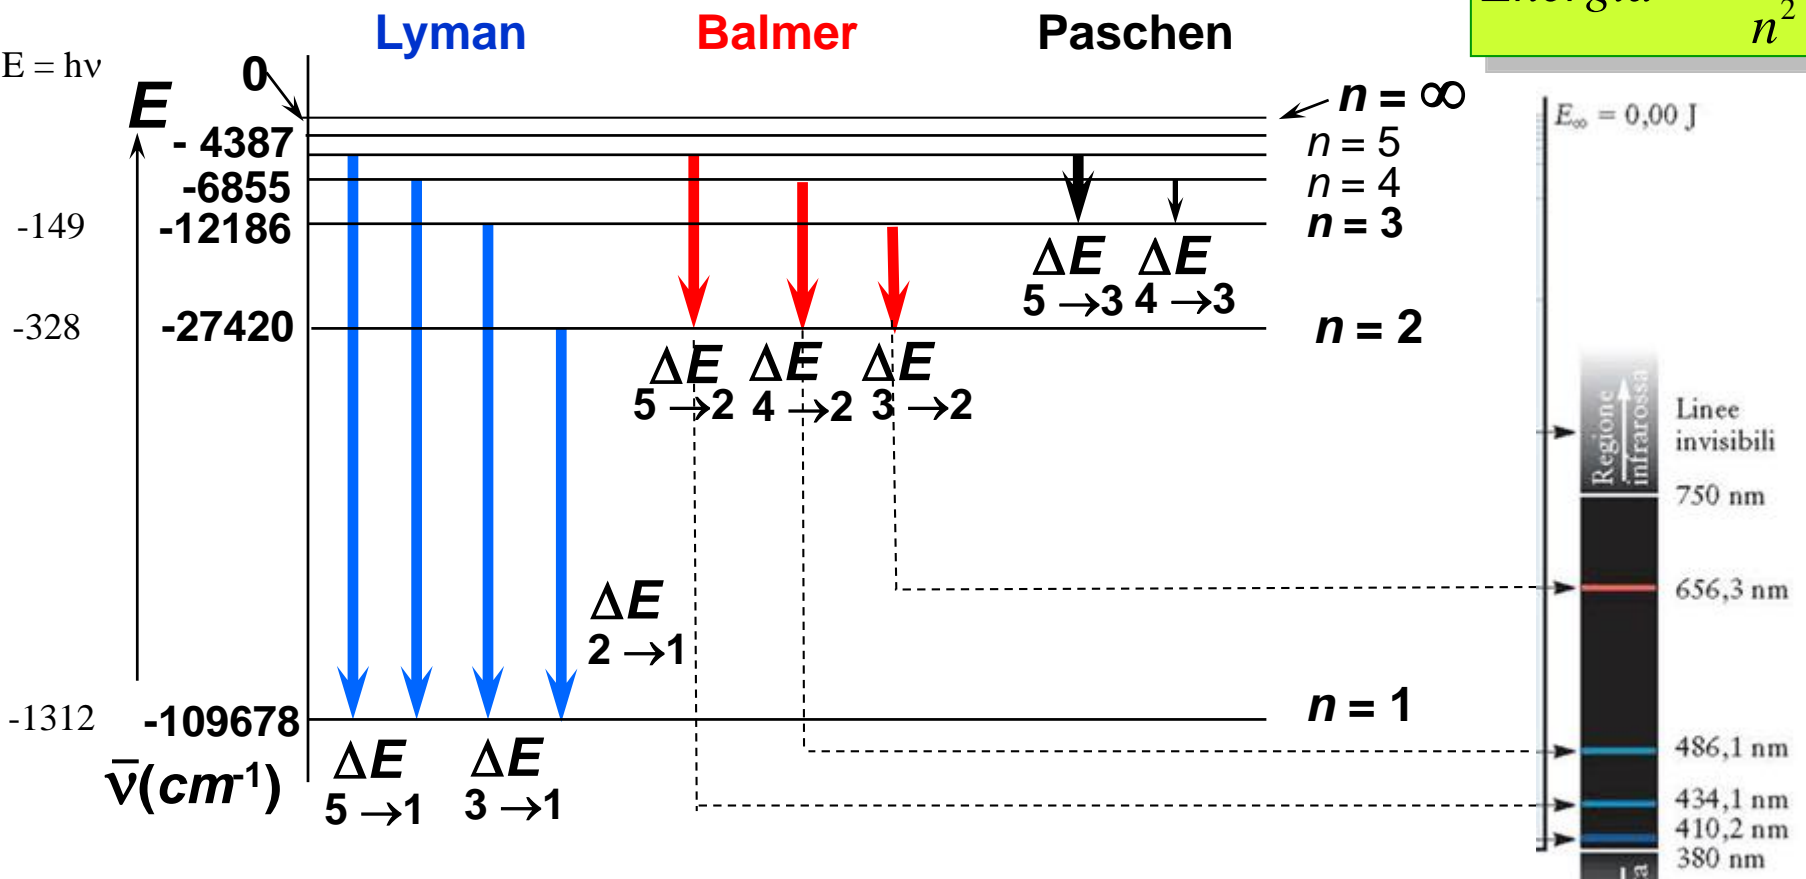 Lyman
Balmer
Paschen
n²
E = hν
E
0
n = ∞
- 4387
n = 5
-6855
n = 4
-149
-12186
n = 3
ΔE
5 →3
ΔE
4 →3
-328
-27420
n = 2
ΔE
5 →2
ΔE
4 →2
ΔE
3 →2
ΔE
2 →1
-1312
-109678
n = 1
ν̅(cm⁻¹)
ΔE
5 →1
ΔE
3 →1
E∞ = 0,00 J
Regione
infrarossa
Linee
invisibili
750 nm
656,3 nm
486,1 nm
434,1 nm
410,2 nm
380 nm